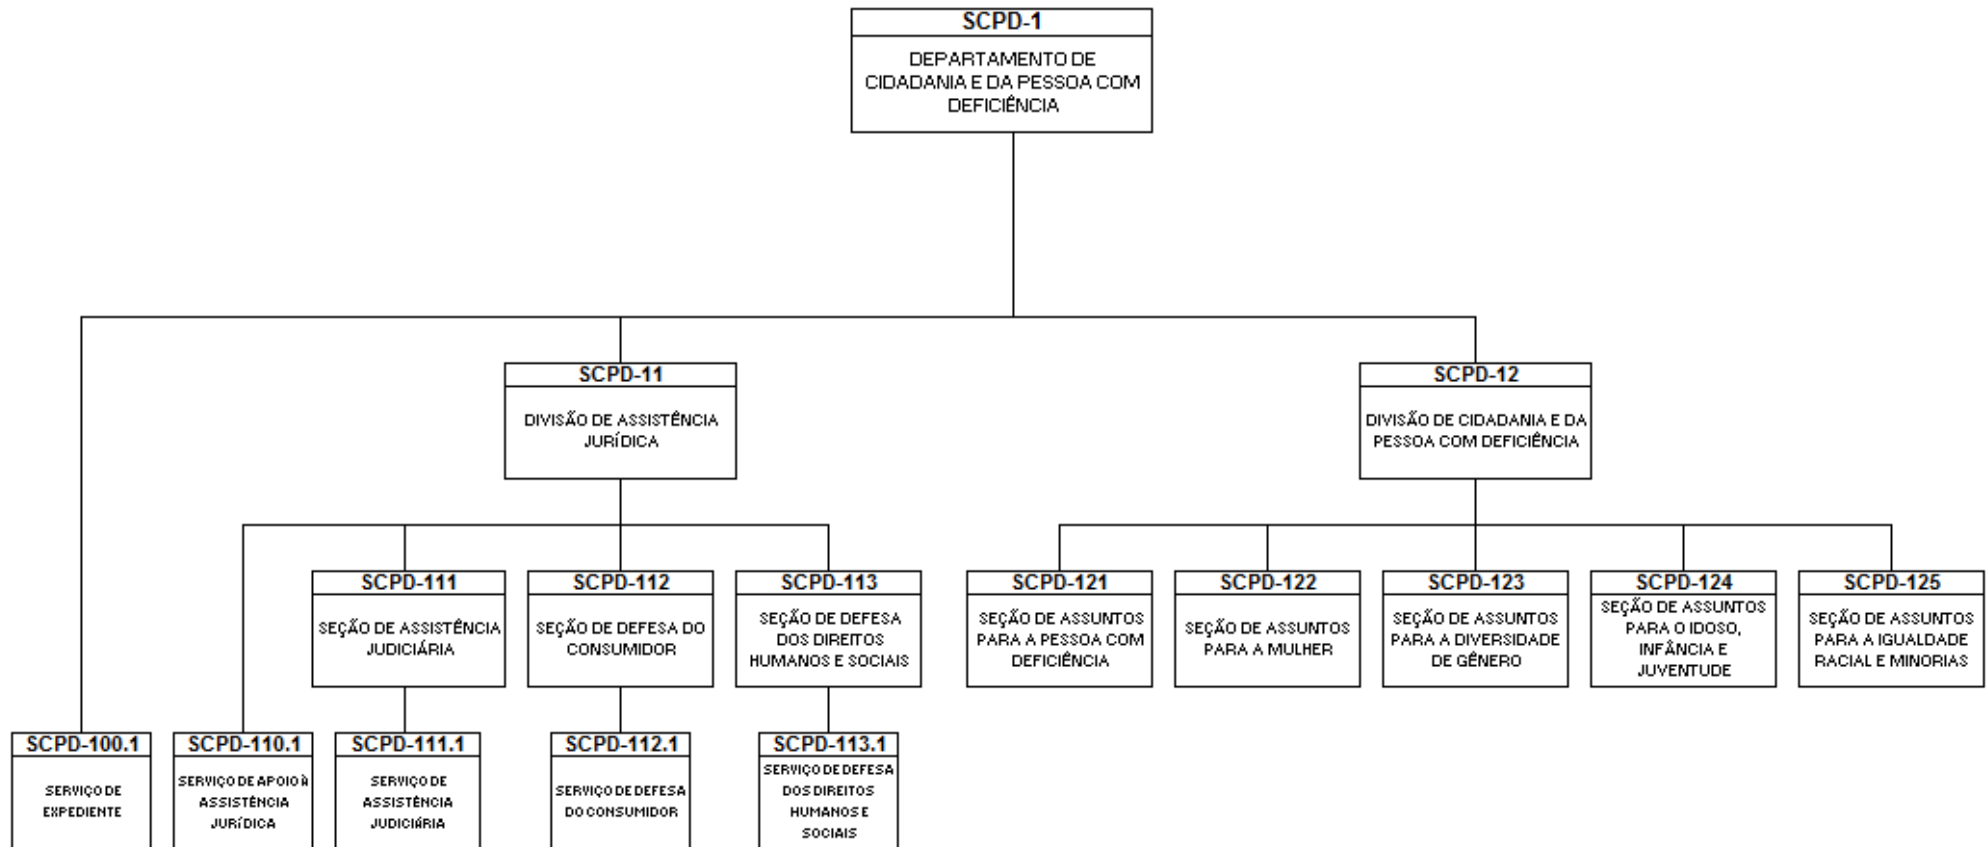 SCPD-1
DEPARTAMENTO DE
CIDADANIA E DA PESSOA COM
DEFICIÊNCIA
SCPD-11
DIVISÃO DE ASSISTÊNCIA
JURÍDICA
SCPD-12
DIVISÃO DE CIDADANIA E DA
PESSOA COM DEFICIÊNCIA
SCPD-111
SEÇÃO DE ASSISTÊNCIA
JUDICIÁRIA
SCPD-112
SEÇÃO DE DEFESA DO
CONSUMIDOR
SCPD-113
SEÇÃO DE DEFESA
DOS DIREITOS
HUMANOS E SOCIAIS
SCPD-121
SEÇÃO DE ASSUNTOS
PARA A PESSOA COM
DEFICIÊNCIA
SCPD-122
SEÇÃO DE ASSUNTOS
PARA A MULHER
SCPD-123
SEÇÃO DE ASSUNTOS
PARA A DIVERSIDADE
DE GÊNERO
SCPD-124
SEÇÃO DE ASSUNTOS
PARA O IDOSO,
INFÂNCIA E
JUVENTUDE
SCPD-125
SEÇÃO DE ASSUNTOS
PARA A IGUALDADE
RACIAL E MINORIAS
SCPD-100.1
SERVIÇO DE
EXPEDIENTE
SCPD-110.1
SERVIÇO DE APOIO À
ASSISTÊNCIA
JURÍDICA
SCPD-111.1
SERVIÇO DE
ASSISTÊNCIA
JUDICIÁRIA
SCPD-112.1
SERVIÇO DE DEFESA
DO CONSUMIDOR
SCPD-113.1
SERVIÇO DE DEFESA
DOS DIREITOS
HUMANOS E
SOCIAIS